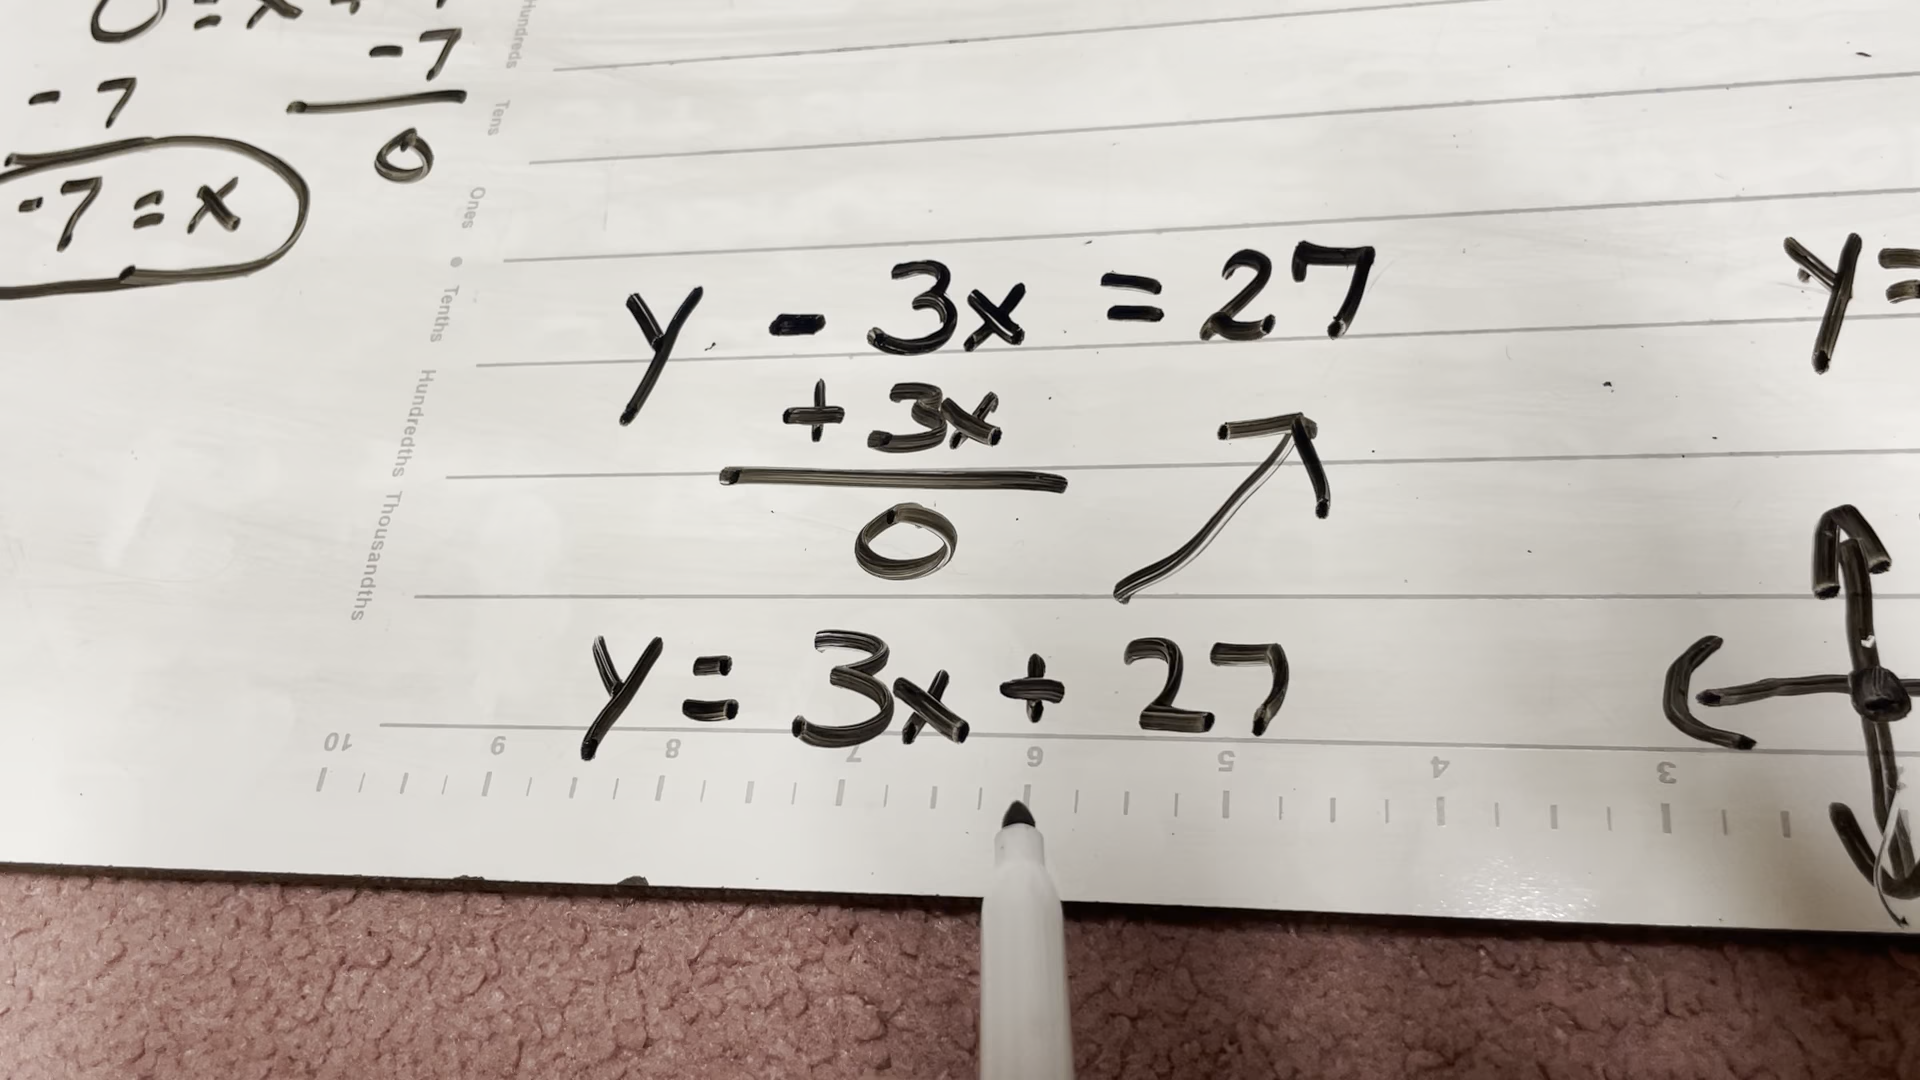 -7
-7
0
-7 = x
Hundreds Tens Ones • Tenths Hundredths Thousandths
y - 3x = 27
+ 3x
0
y = 3x + 27
y =
10 9 8 7 6 5 4 3